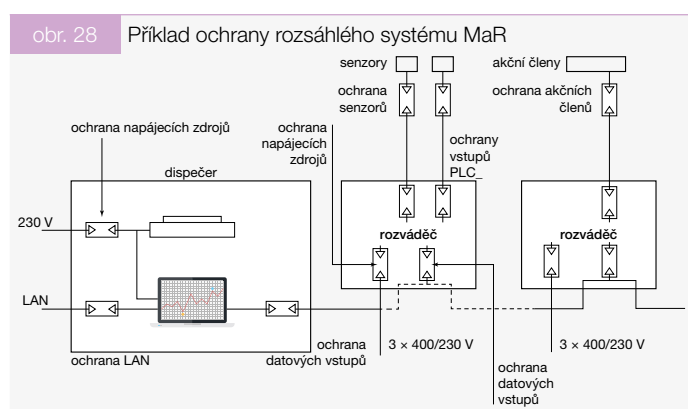 obr. 28
Příklad ochrany rozsáhlého systému MaR
senzory
akční členy
ochrana
senzorů
ochrana akčních
členů
ochrana napájecích zdrojů
ochrana
napájecích
zdrojů
ochrany
vstupů
PLC_
dispečer
230 V
rozváděč
rozváděč
LAN
ochrana LAN
ochrana
datových vstupů
3 × 400/230 V
3 × 400/230 V
ochrana
datových
vstupů